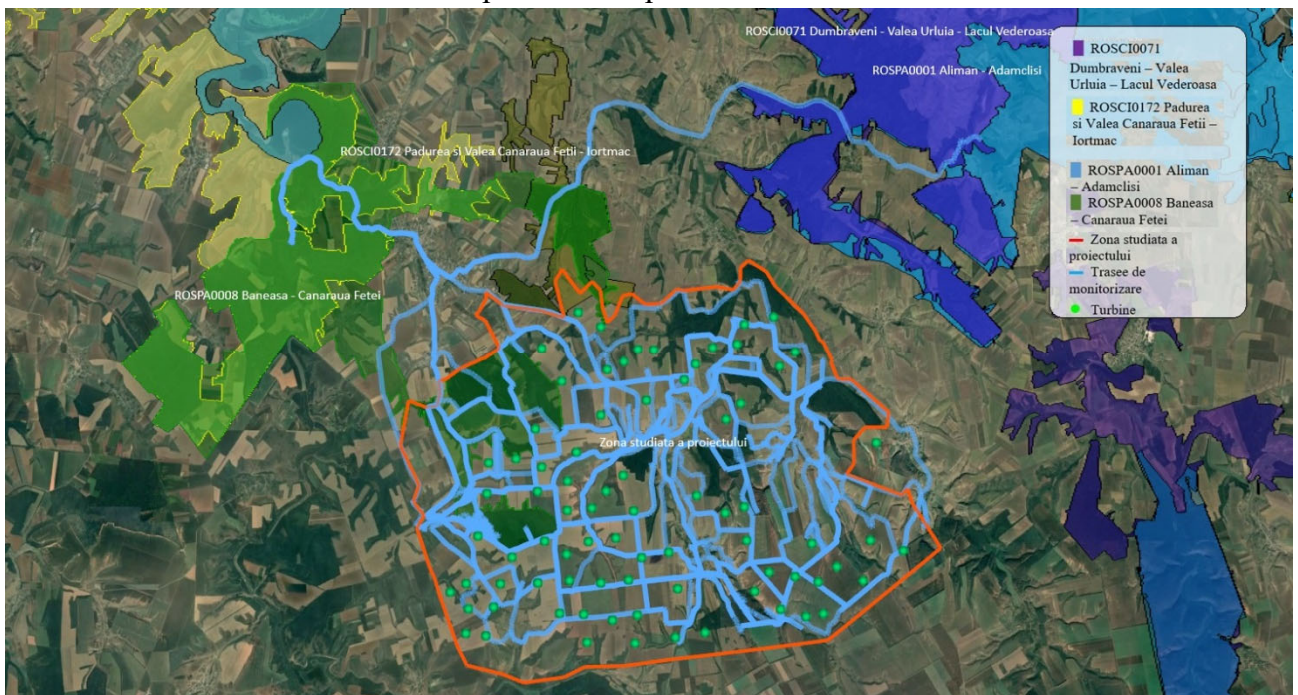 ROSCI0071 Dumbraveni - Valea Urluia - Lacul Vederoasa
ROSPA0001 Aliman - Adamclisi
ROSCI0172 Padurea si Valea Canaraua Fetii - Iortmac
ROSPA0008 Baneasa - Canaraua Fetei
Zona studiata a proiectului
ROSCI0071
Dumbraveni – Valea
Urluia – Lacul Vederoasa
ROSCI0172 Padurea
si Valea Canaraua Fetii –
Iortmac
ROSPA0001 Aliman
– Adamclisi
ROSPA0008 Baneasa
– Canaraua Fetei
Zona studiata a
proiectului
Trasee de
monitorizare
Turbine